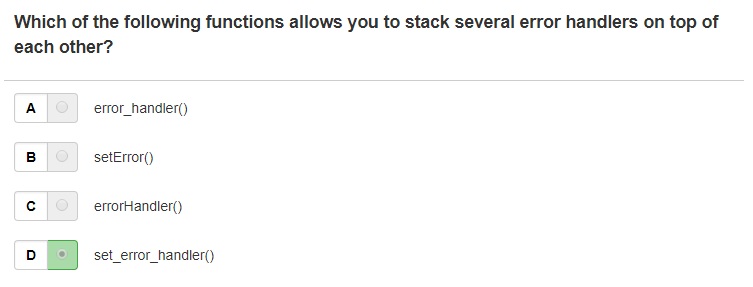 Which of the following functions allows you to stack several error handlers on top of
each other?
A error_handler()
B setError()
C errorHandler()
D set_error_handler()